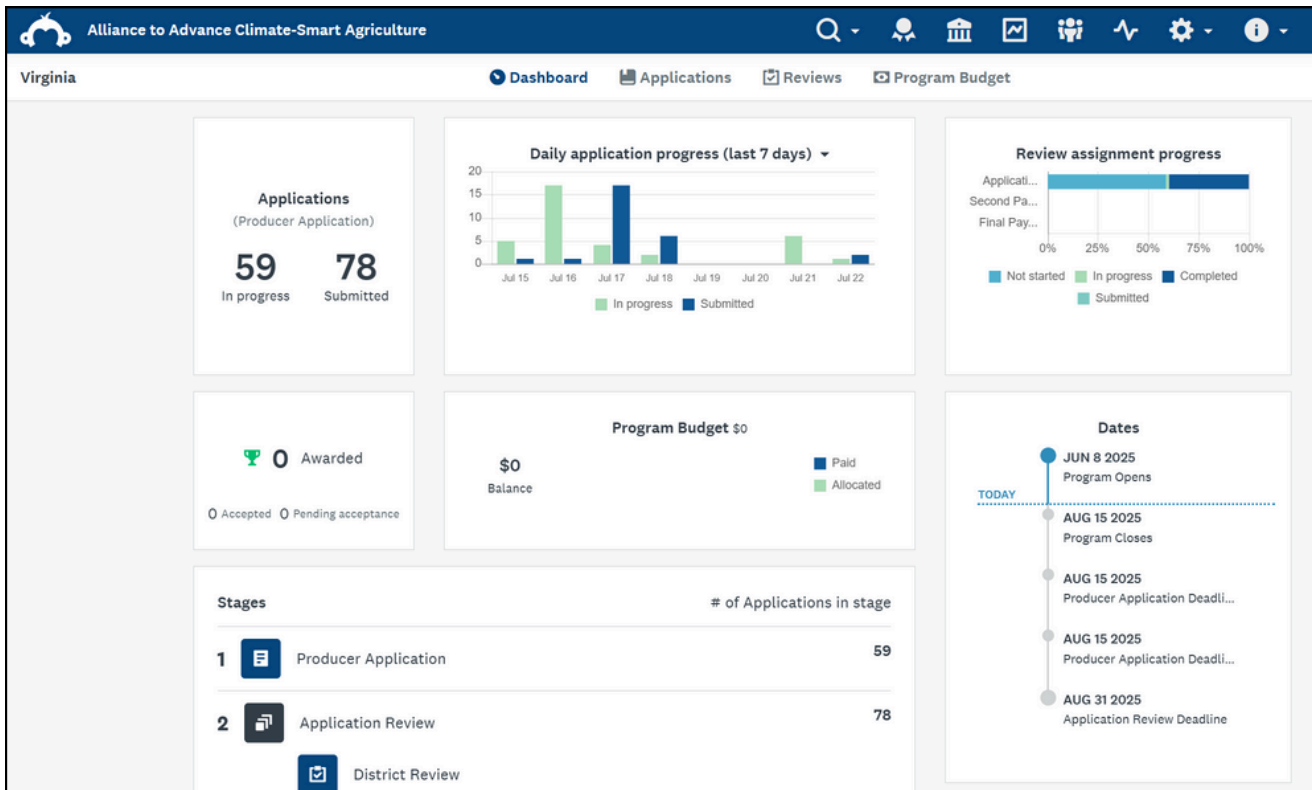 Alliance to Advance Climate-Smart Agriculture
Virginia
Dashboard
Applications
Reviews
Program Budget
Applications
(Producer Application)
59
78
In progress
Submitted
Daily application progress (last 7 days)
20
15
10
5
0
Jul 15
Jul 16
Jul 17
Jul 18
Jul 19
Jul 20
Jul 21
Jul 22
In progress
Submitted
Review assignment progress
Applicati...
Second Pa...
Final Pay...
0%
25%
50%
75%
100%
Not started
In progress
Completed
Submitted
0 Awarded
0 Accepted 0 Pending acceptance
Program Budget $0
$0
Balance
Paid
Allocated
Dates
JUN 8 2025
Program Opens
TODAY
AUG 15 2025
Program Closes
AUG 15 2025
Producer Application Deadli...
AUG 15 2025
Producer Application Deadli...
AUG 31 2025
Application Review Deadline
Stages
# of Applications in stage
1 Producer Application 59
2 Application Review 78
District Review